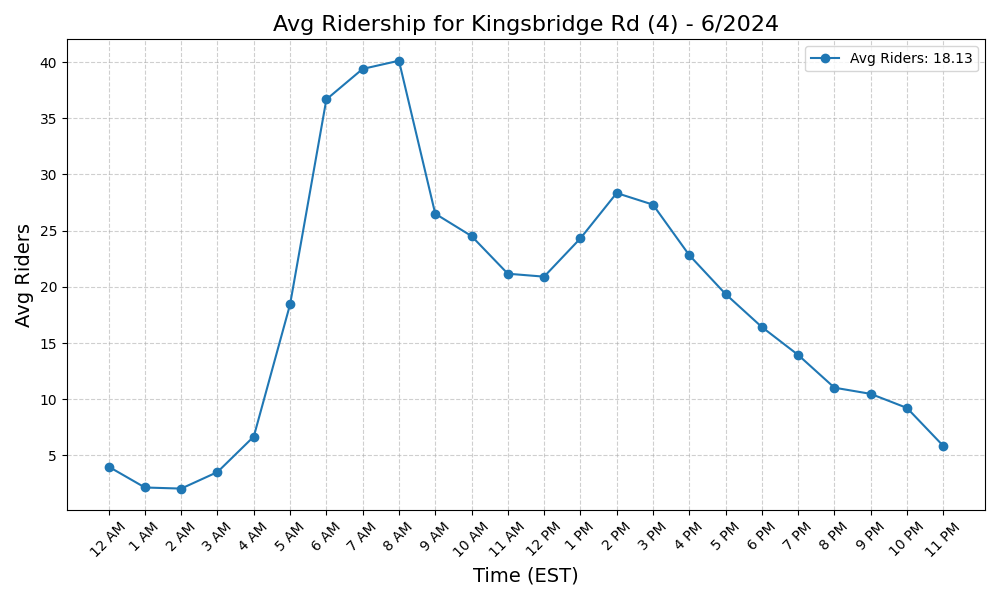 Avg Ridership for Kingsbridge Rd (4) - 6/2024
Avg Riders: 18.13
Avg Riders
40
35
30
25
20
15
10
5
12 AM
1 AM
2 AM
3 AM
4 AM
5 AM
6 AM
7 AM
8 AM
9 AM
10 AM
11 AM
12 PM
1 PM
2 PM
3 PM
4 PM
5 PM
6 PM
7 PM
8 PM
9 PM
10 PM
11 PM
Time (EST)